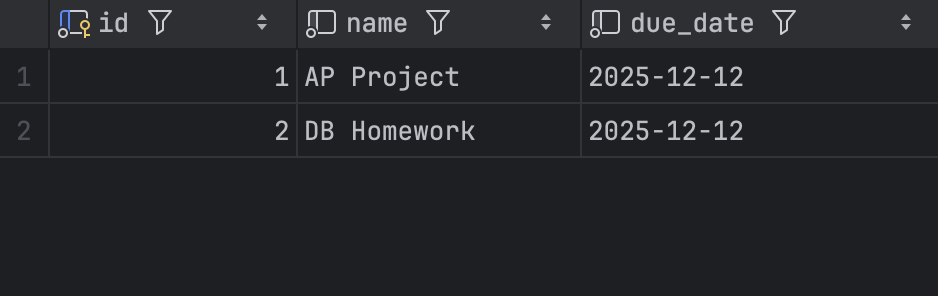 id name due_date
1 1 AP Project 2025-12-12
2 2 DB Homework 2025-12-12